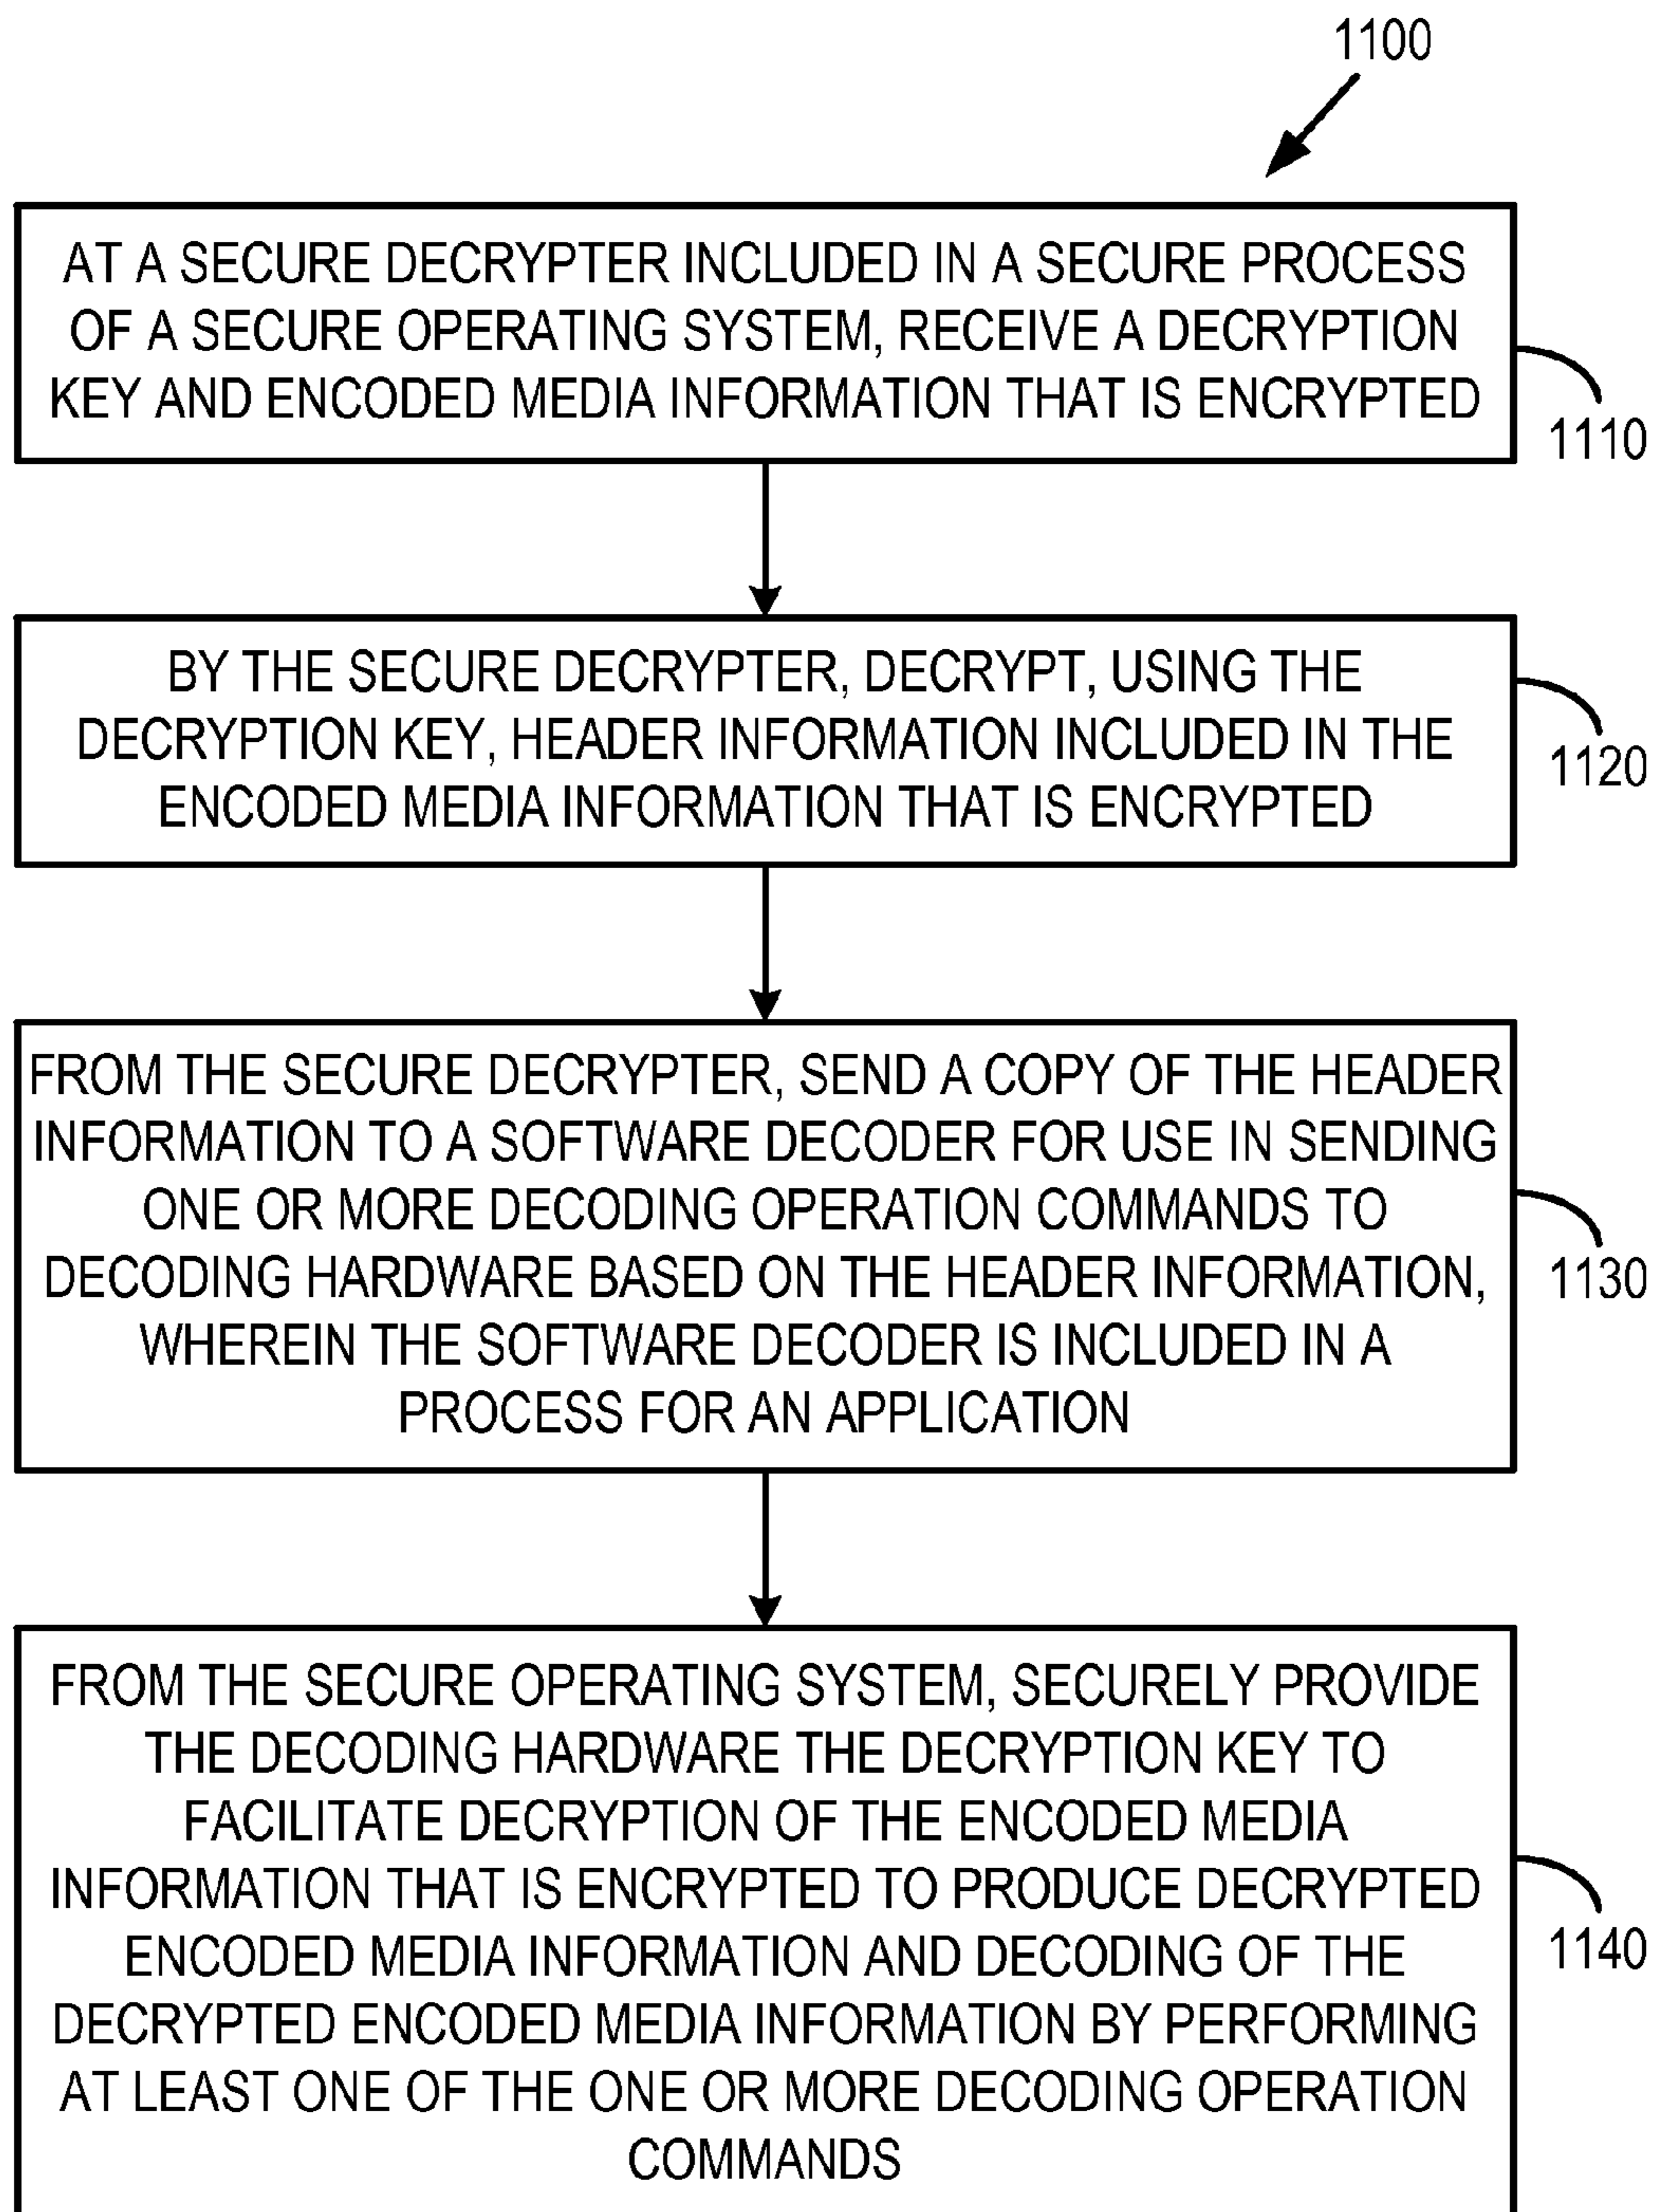 1100
AT A SECURE DECRYPTER INCLUDED IN A SECURE PROCESS
OF A SECURE OPERATING SYSTEM, RECEIVE A DECRYPTION
KEY AND ENCODED MEDIA INFORMATION THAT IS ENCRYPTED
1110
BY THE SECURE DECRYPTER, DECRYPT, USING THE
DECRYPTION KEY, HEADER INFORMATION INCLUDED IN THE
ENCODED MEDIA INFORMATION THAT IS ENCRYPTED
1120
FROM THE SECURE DECRYPTER, SEND A COPY OF THE HEADER
INFORMATION TO A SOFTWARE DECODER FOR USE IN SENDING
ONE OR MORE DECODING OPERATION COMMANDS TO
DECODING HARDWARE BASED ON THE HEADER INFORMATION,
WHEREIN THE SOFTWARE DECODER IS INCLUDED IN A
PROCESS FOR AN APPLICATION
1130
FROM THE SECURE OPERATING SYSTEM, SECURELY PROVIDE
THE DECODING HARDWARE THE DECRYPTION KEY TO
FACILITATE DECRYPTION OF THE ENCODED MEDIA
INFORMATION THAT IS ENCRYPTED TO PRODUCE DECRYPTED
ENCODED MEDIA INFORMATION AND DECODING OF THE
DECRYPTED ENCODED MEDIA INFORMATION BY PERFORMING
AT LEAST ONE OF THE ONE OR MORE DECODING OPERATION
COMMANDS
1140